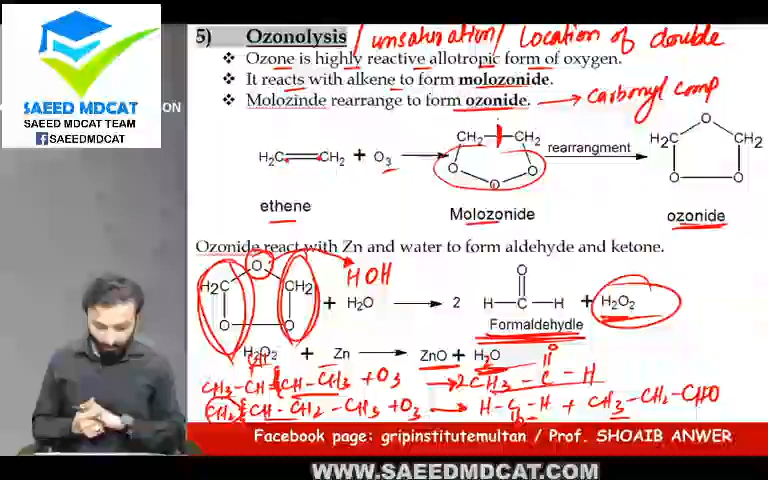 SAEED MDCAT
SAEED MDCAT TEAM
f SAEEDMDCAT
ION
5) Ozonolysis / unsaturation / location of double
❖ Ozone is highly reactive allotropic form of oxygen.
❖ It reacts with alkene to form molozonide.
❖ Molozinde rearrange to form ozonide. → carbonyl comp
H₂C CH₂ + O₃
CH₂ CH₂
O O O
rearrangment
O
H₂C CH₂
O O
ethene
Molozonide
ozonide
Ozonide react with Zn and water to form aldehyde and ketone.
O
H₂C CH₂
O O
HOH
+ H₂O → 2
O
H C H
+ H₂O₂
Formaldehydle
H₂O₂ + Zn → ZnO + H₂O
CH₃-CH CH-CH₃ + O₃ → 2CH₃-C-H
O
CH₂ CH-CH₂-CH₃ + O₃ → H-C-H + CH₃-CH₂-CHO
Facebook page: gripinstitutemultan / Prof. SHOAIB ANWER
WWW.SAEEDMDCAT.COM